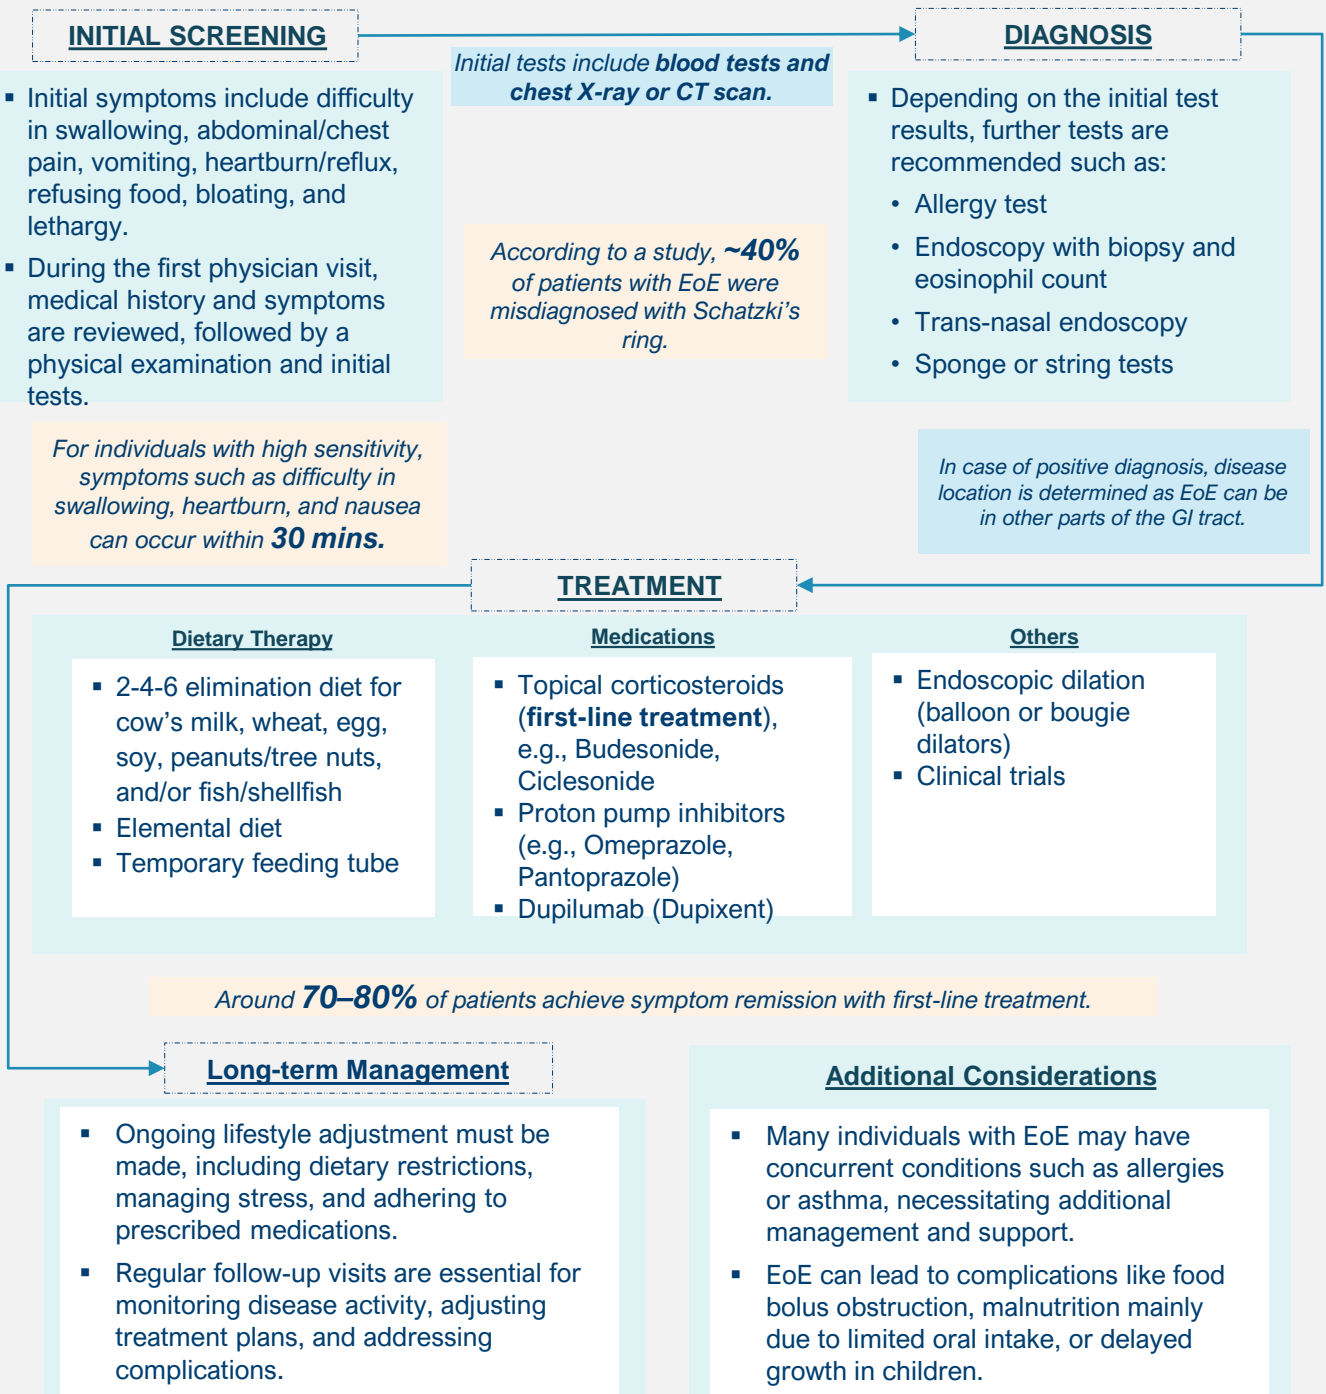 INITIAL SCREENING
▪ Initial symptoms include difficulty
in swallowing, abdominal/chest
pain, vomiting, heartburn/reflux,
refusing food, bloating, and
lethargy.
▪ During the first physician visit,
medical history and symptoms
are reviewed, followed by a
physical examination and initial
tests.
Initial tests include blood tests and
chest X-ray or CT scan.
According to a study, ~40%
of patients with EoE were
misdiagnosed with Schatzki's
ring.
For individuals with high sensitivity,
symptoms such as difficulty in
swallowing, heartburn, and nausea
can occur within 30 mins.
DIAGNOSIS
▪ Depending on the initial test
results, further tests are
recommended such as:
• Allergy test
• Endoscopy with biopsy and
eosinophil count
• Trans-nasal endoscopy
• Sponge or string tests
In case of positive diagnosis, disease
location is determined as EoE can be
in other parts of the GI tract.
TREATMENT
Dietary Therapy
▪ 2-4-6 elimination diet for
cow's milk, wheat, egg,
soy, peanuts/tree nuts,
and/or fish/shellfish
▪ Elemental diet
▪ Temporary feeding tube
Medications
▪ Topical corticosteroids
(first-line treatment),
e.g., Budesonide,
Ciclesonide
▪ Proton pump inhibitors
(e.g., Omeprazole,
Pantoprazole)
▪ Dupilumab (Dupixent)
Others
▪ Endoscopic dilation
(balloon or bougie
dilators)
▪ Clinical trials
Around 70–80% of patients achieve symptom remission with first-line treatment.
Long-term Management
▪ Ongoing lifestyle adjustment must be
made, including dietary restrictions,
managing stress, and adhering to
prescribed medications.
▪ Regular follow-up visits are essential for
monitoring disease activity, adjusting
treatment plans, and addressing
complications.
Additional Considerations
▪ Many individuals with EoE may have
concurrent conditions such as allergies
or asthma, necessitating additional
management and support.
▪ EoE can lead to complications like food
bolus obstruction, malnutrition mainly
due to limited oral intake, or delayed
growth in children.